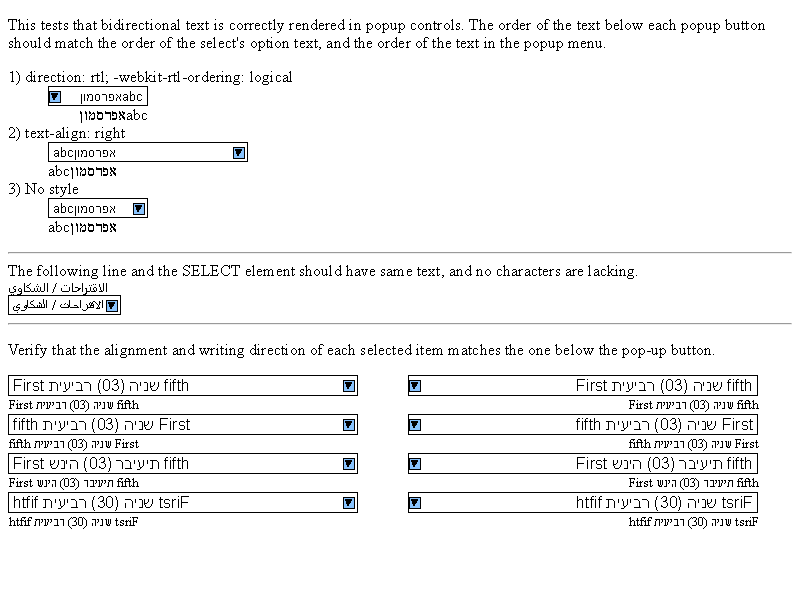 This tests that bidirectional text is correctly rendered in popup controls. The order of the text below each popup button
should match the order of the select's option text, and the order of the text in the popup menu.
1) direction: rtl; -webkit-rtl-ordering: logical
abcאפרסמון
abcאפרסמון
2) text-align: right
abcאפרסמון
abcאפרסמון
3) No style
abcאפרסמון
abcאפרסמון
The following line and the SELECT element should have same text, and no characters are lacking.
الاقتراحات / الشكاوي
الاقتراحات / الشكاوي
Verify that the alignment and writing direction of each selected item matches the one below the pop-up button.
First שניה (03) רביעית fifth
First שניה (03) רביעית fifth
First שניה (03) רביעית fifth
First שניה (03) רביעית fifth
First שניה (03) רביעית fifth
First שניה (03) רביעית fifth
First שניה (03) רביעית fifth
First שניה (03) רביעית fifth
First הינש (03) תיעיבר fifth
First הינש (03) תיעיבר fifth
First הינש (03) תיעיבר fifth
First הינש (03) תיעיבר fifth
tsriF שניה (30) רביעית htfif
tsriF שניה (30) רביעית htfif
tsriF שניה (30) רביעית htfif
tsriF שניה (30) רביעית htfif